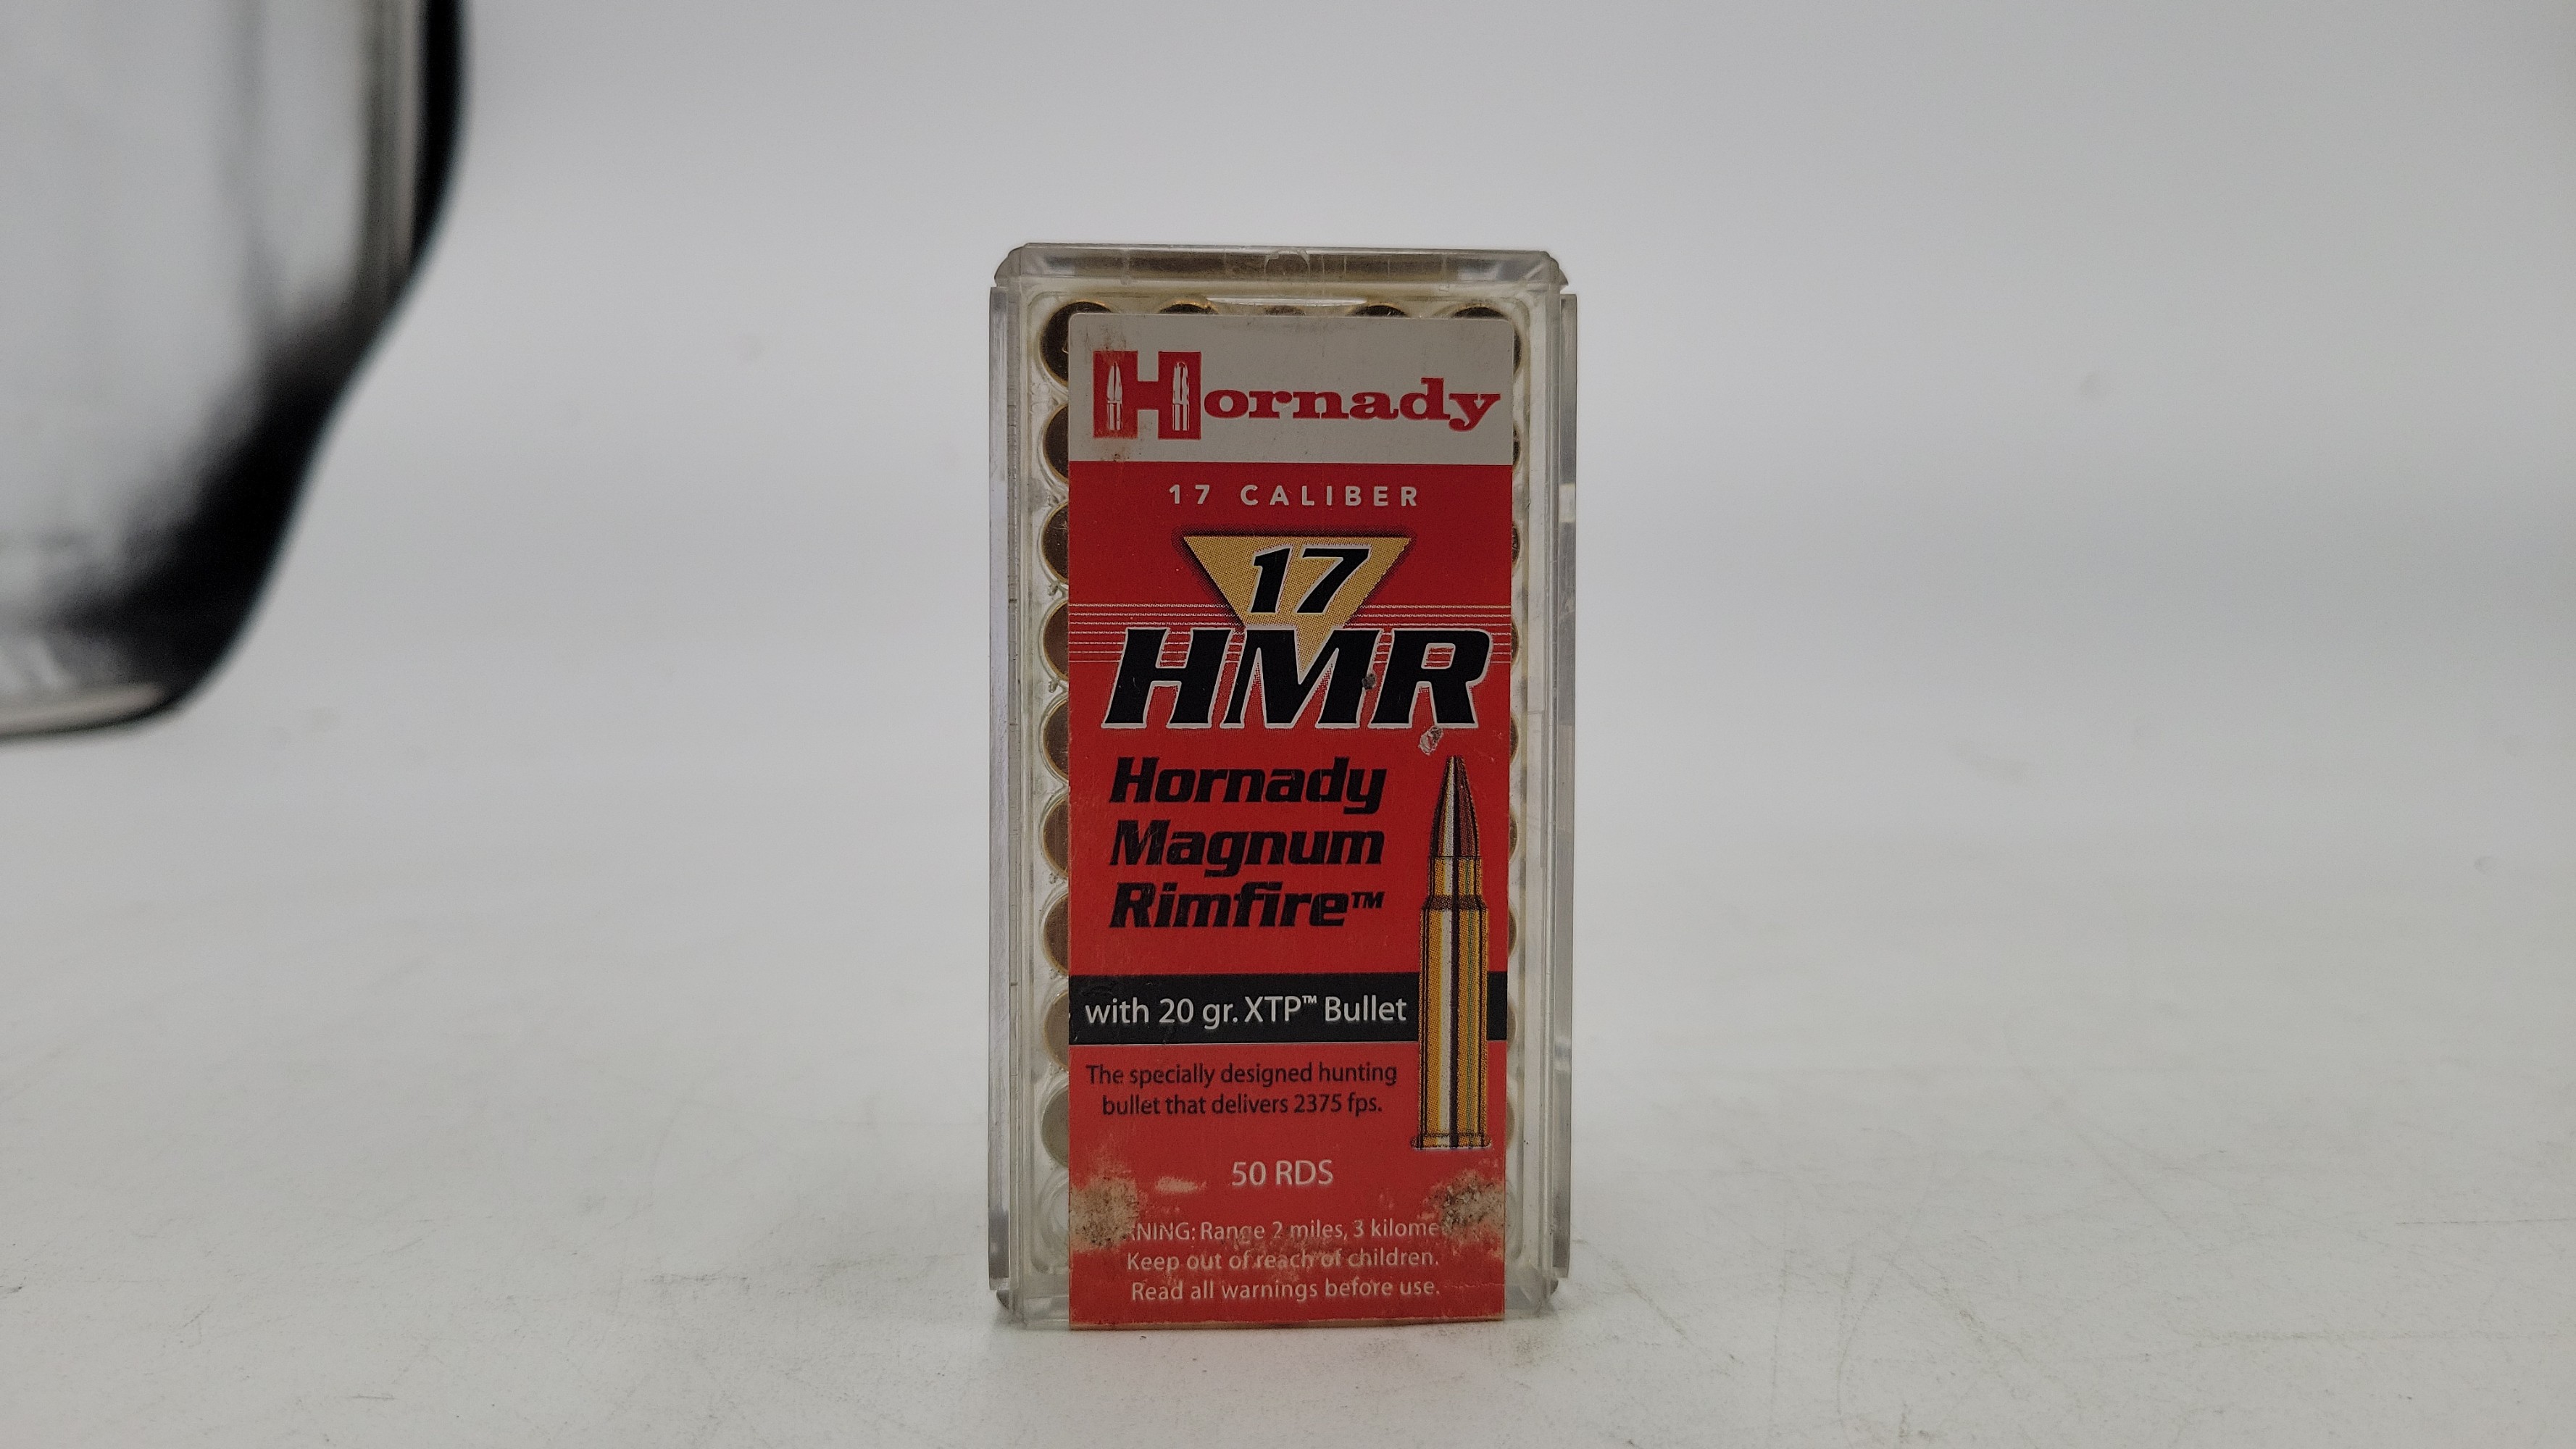 Hornady
17 CALIBER
17
HMR
Hornady
Magnum
Rimfire™
with 20 gr. XTP™ Bullet
The specially designed hunting
bullet that delivers 2375 fps.
50 RDS
Range 2 miles, 3
Keep out of reach of children.
Read all warnings before use.